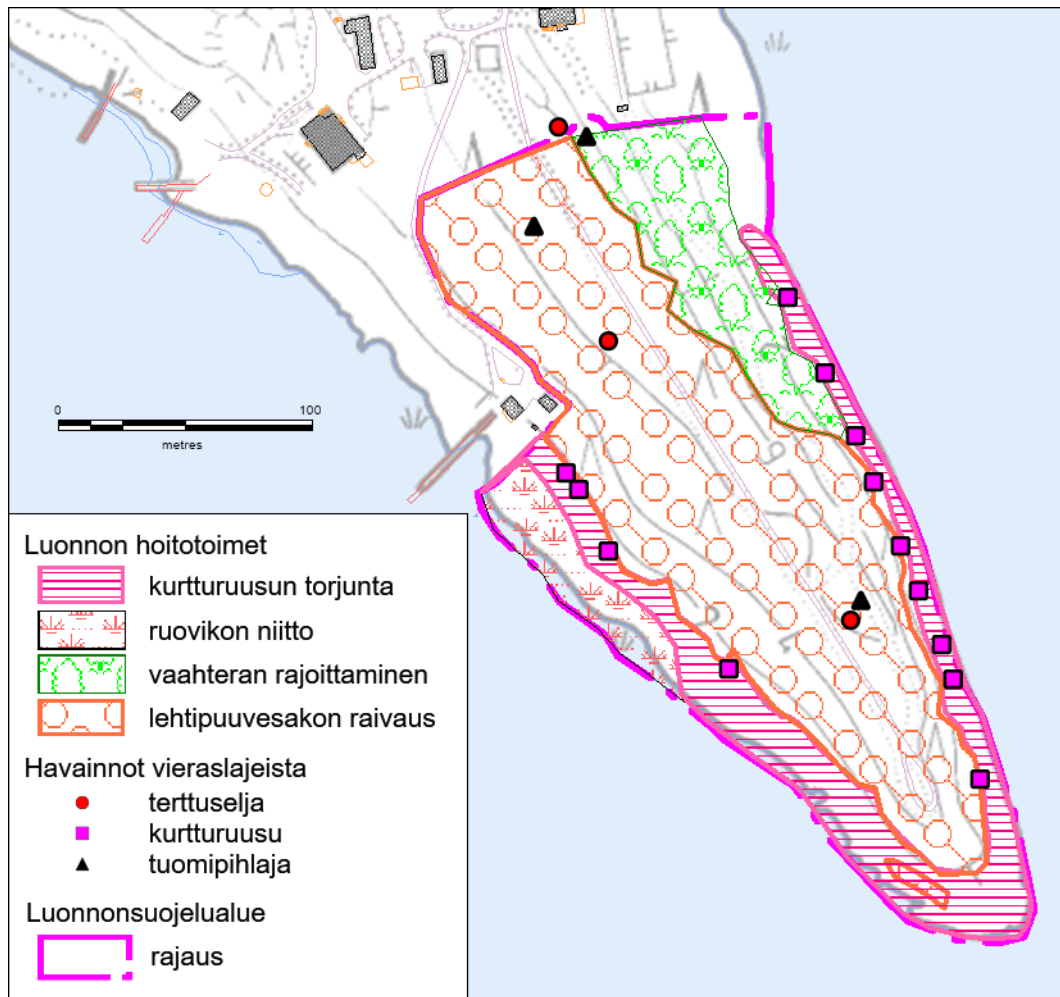 0 100
metres
Luonnon hoitotoimet
kurtturuusun torjunta
ruovikon niitto
vaahteran rajoittaminen
lehtipuuvesakon raivaus
Havainnot vieraslajeista
terttuselja
kurtturuusu
tuomipihlaja
Luonnonsuojelualue
rajaus